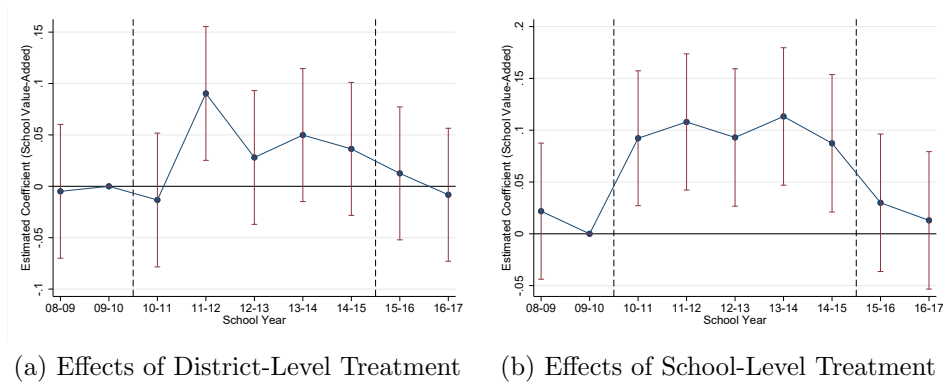 Estimated Coefficient (School Value-Added)
.15
.1
.05
0
-.05
-.1
08-09 09-10 10-11 11-12 12-13 13-14 14-15 15-16 16-17
School Year
(a) Effects of District-Level Treatment
Estimated Coefficient (School Value-Added)
.2
.15
.1
.05
0
-.05
08-09 09-10 10-11 11-12 12-13 13-14 14-15 15-16 16-17
School Year
(b) Effects of School-Level Treatment